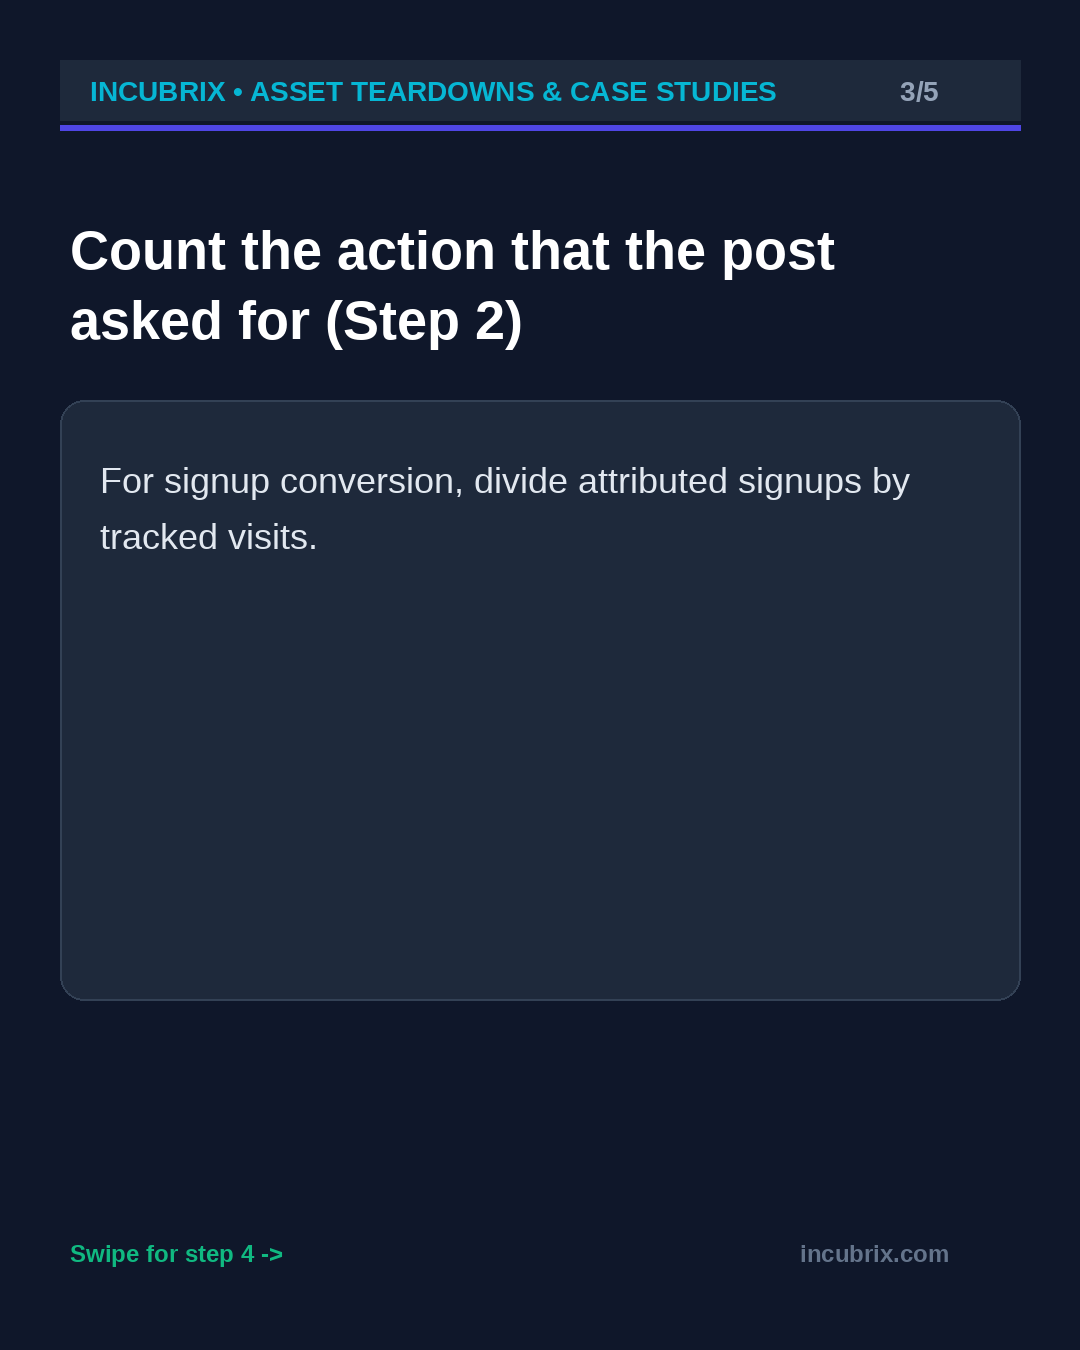 INCUBRIX • ASSET TEARDOWNS & CASE STUDIES 3/5
Count the action that the post
asked for (Step 2)
For signup conversion, divide attributed signups by
tracked visits.
Swipe for step 4 -> incubrix.com